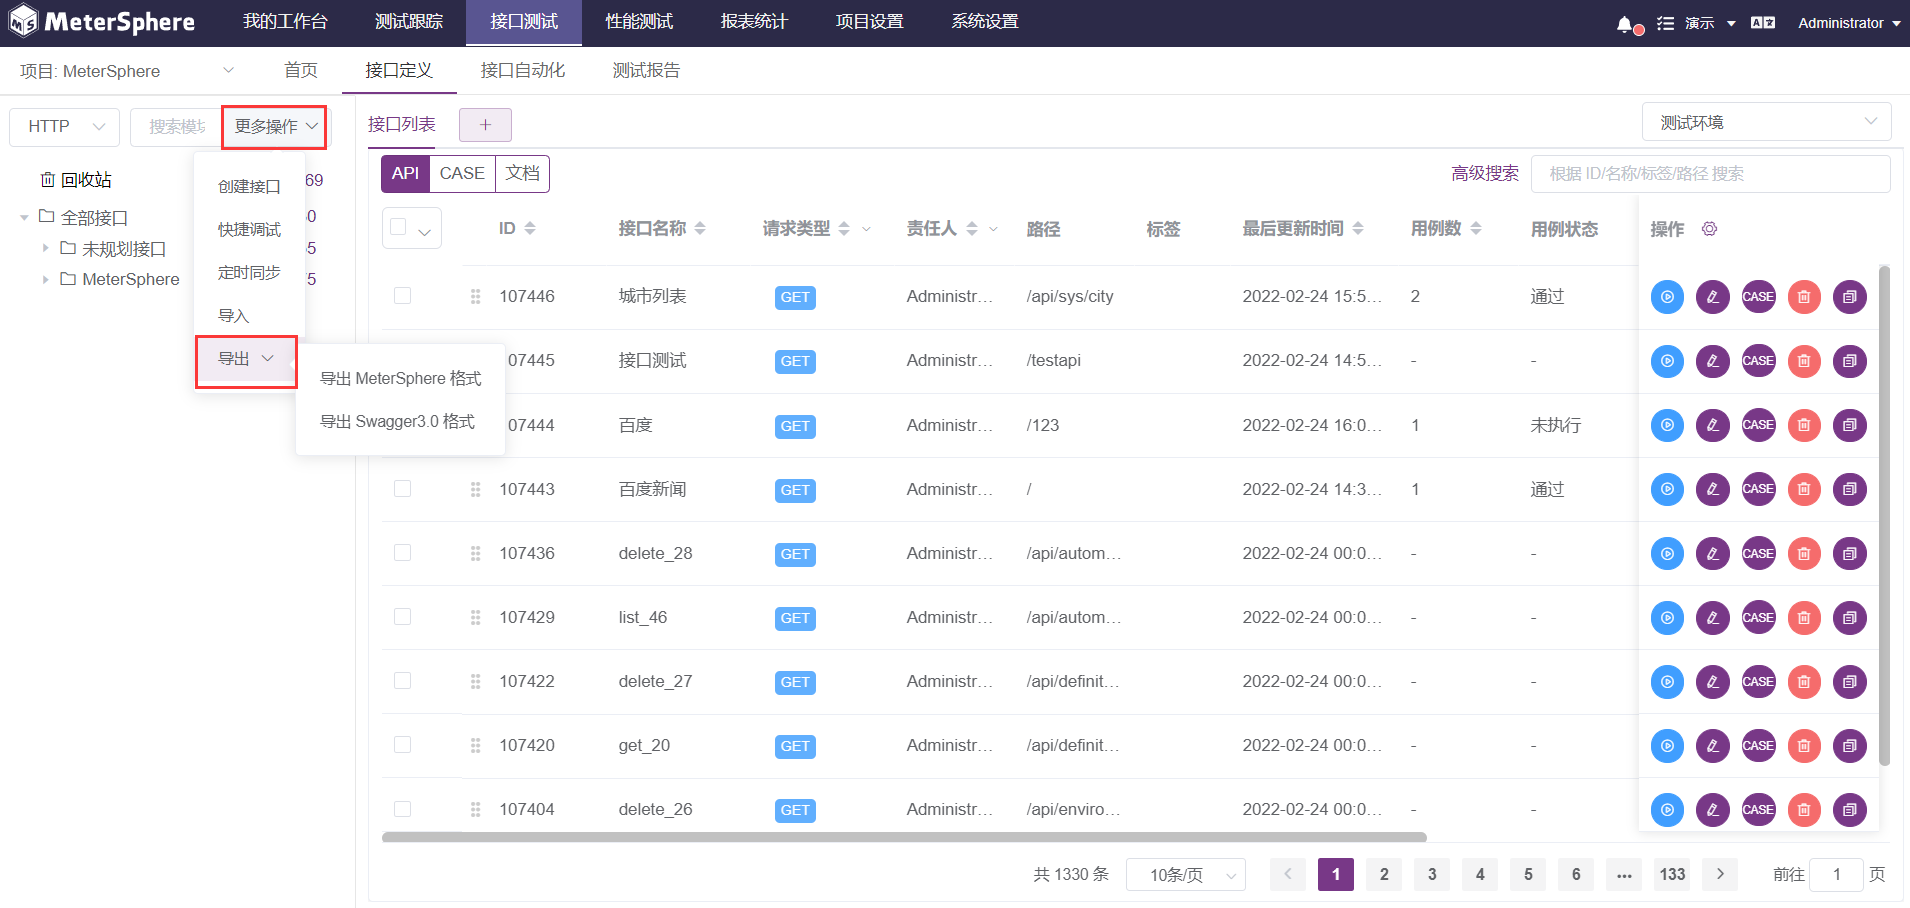 MeterSphere 我的工作台 测试跟踪 接口测试 性能测试 报表统计 项目设置 系统设置 演示 Administrator
项目: MeterSphere 首页 接口定义 接口自动化 测试报告
HTTP 搜索模块 更多操作
回收站 69
全部接口 0
未规划接口 5
MeterSphere 5
创建接口
快捷调试
定时同步
导入
导出
导出 MeterSphere 格式
导出 Swagger3.0 格式
接口列表 + 测试环境
API CASE 文档 高级搜索 根据 ID/名称/标签/路径 搜索
ID 接口名称 请求类型 责任人 路径 标签 最后更新时间 用例数 用例状态 操作
107446 城市列表 GET Administr... /api/sys/city 2022-02-24 15:5... 2 通过 CASE
07445 接口测试 GET Administr... /testapi 2022-02-24 14:5... - - CASE
07444 百度 GET Administr... /123 2022-02-24 16:0... 1 未执行 CASE
107443 百度新闻 GET Administr... / 2022-02-24 14:3... 1 通过 CASE
107436 delete_28 GET Administr... /api/autom... 2022-02-24 00:0... - - CASE
107429 list_46 GET Administr... /api/autom... 2022-02-24 00:0... - - CASE
107422 delete_27 GET Administr... /api/definit... 2022-02-24 00:0... - - CASE
107420 get_20 GET Administr... /api/definit... 2022-02-24 00:0... - - CASE
107404 delete_26 GET Administr... /api/enviro... 2022-02-24 00:0... - - CASE
共 1330 条 10条/页 < 1 2 3 4 5 6 ... 133 > 前往 1 页